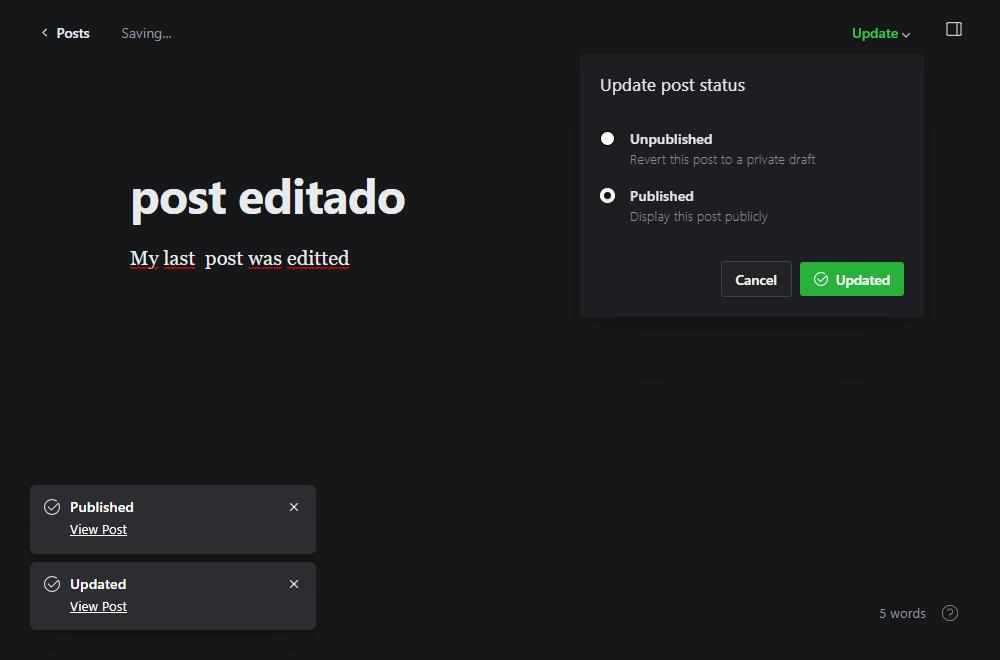 Posts
Saving...
Update
Update post status
Unpublished
Revert this post to a private draft
Published
Display this post publicly
Cancel
Updated
post editado
My last  post was editted
Published
View Post
Updated
View Post
5 words
?